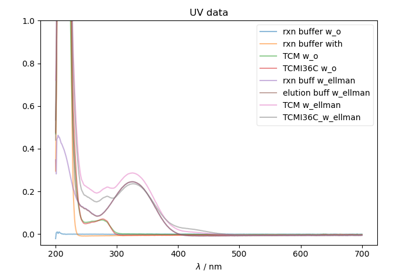 UV data
1.0
0.8
0.6
0.4
0.2
0.0
rxn buffer w_o
rxn buffer with
TCM w_o
TCMI36C w_o
rxn buff w_ellman
elution buff w_ellman
TCM w_ellman
TCMI36C_w_ellman
200 300 400 500 600 700
λ / nm